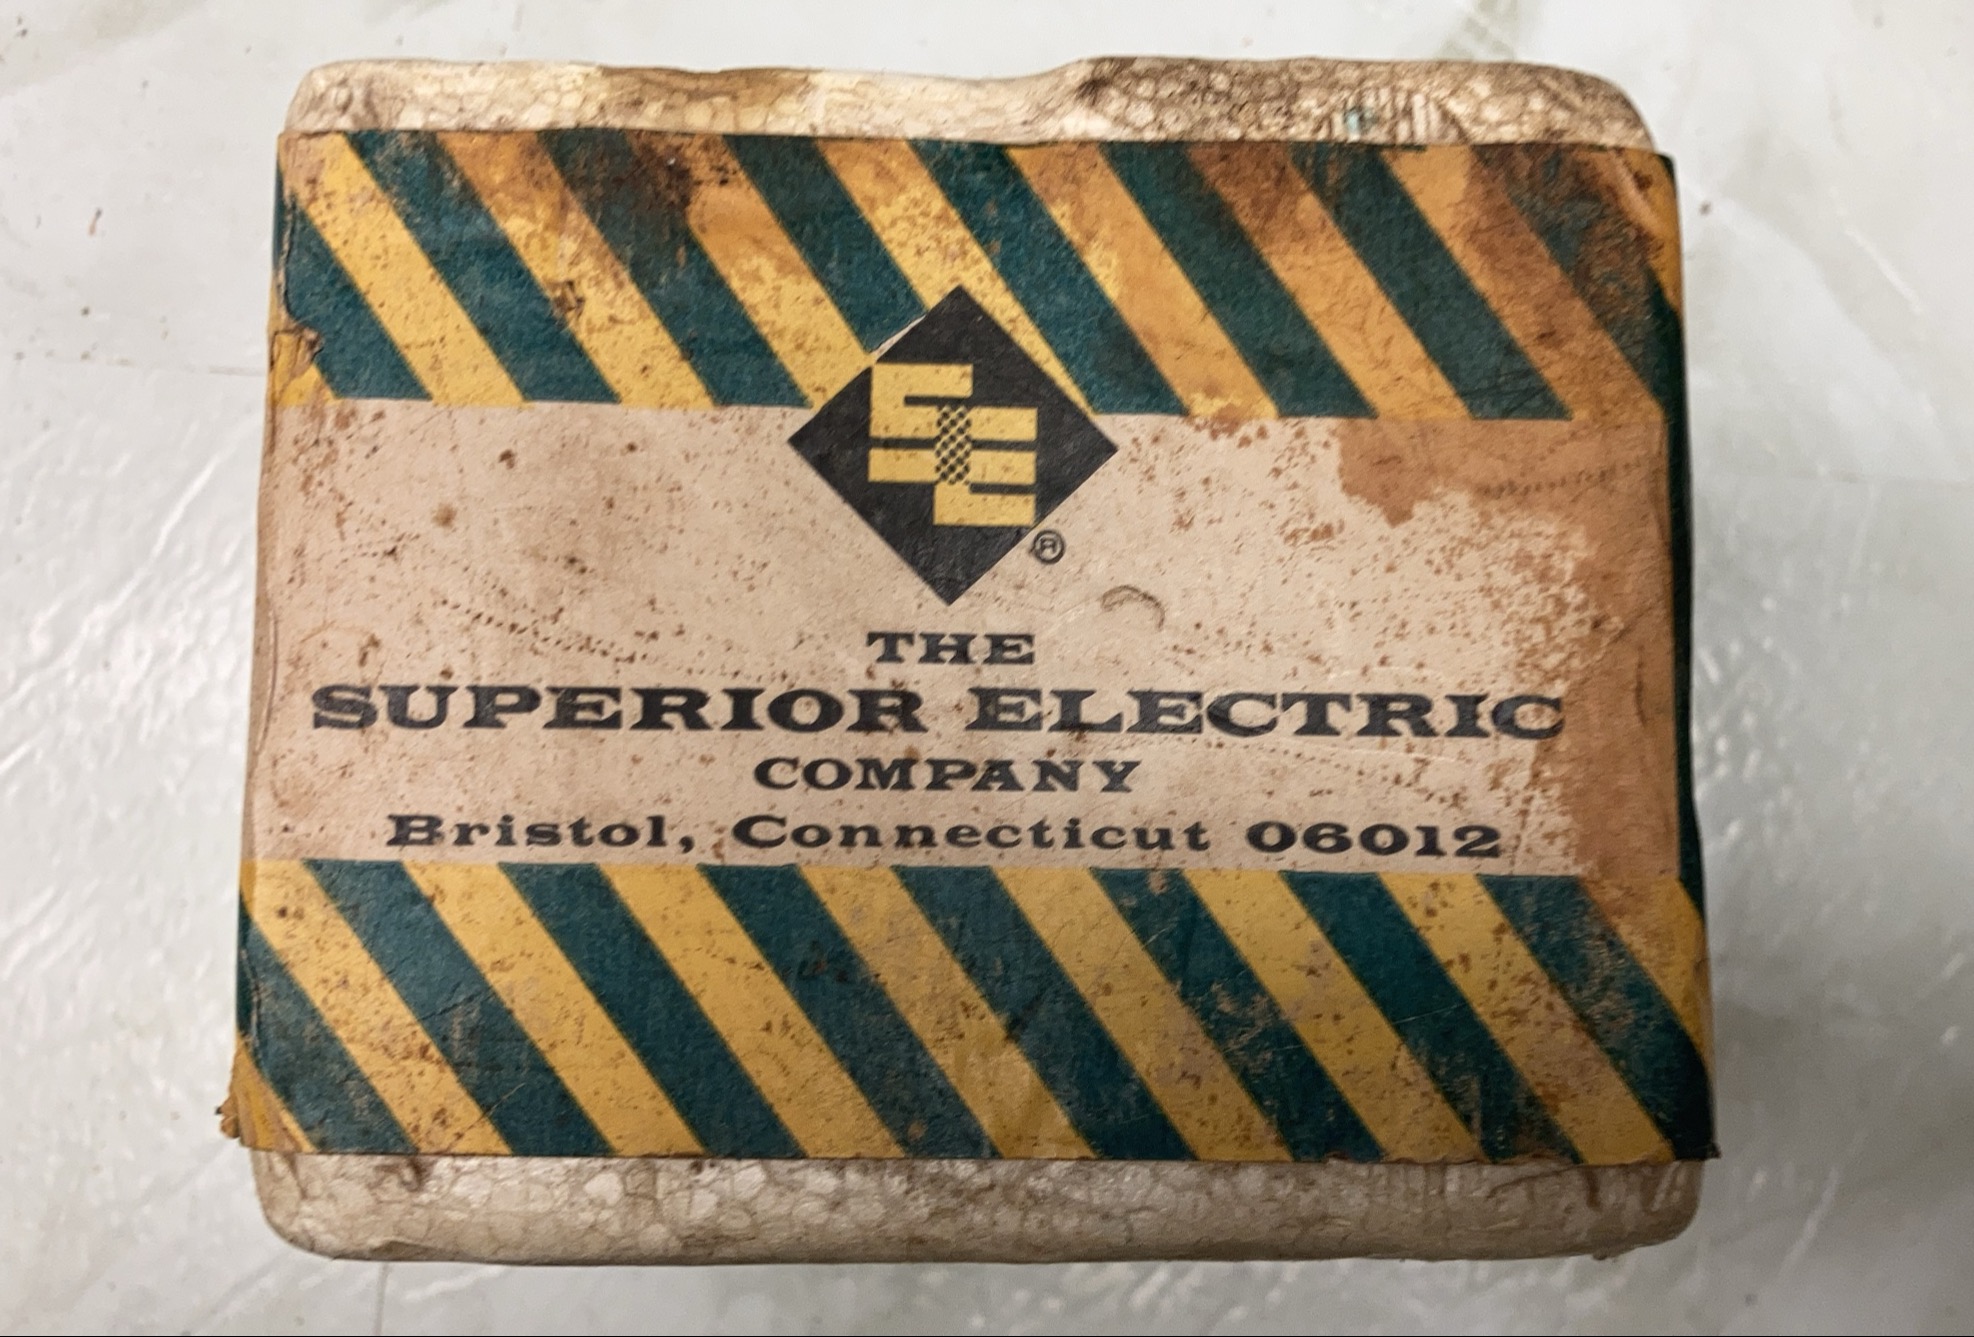 SE
®
THE
SUPERIOR ELECTRIC
COMPANY
Bristol, Connecticut 06012